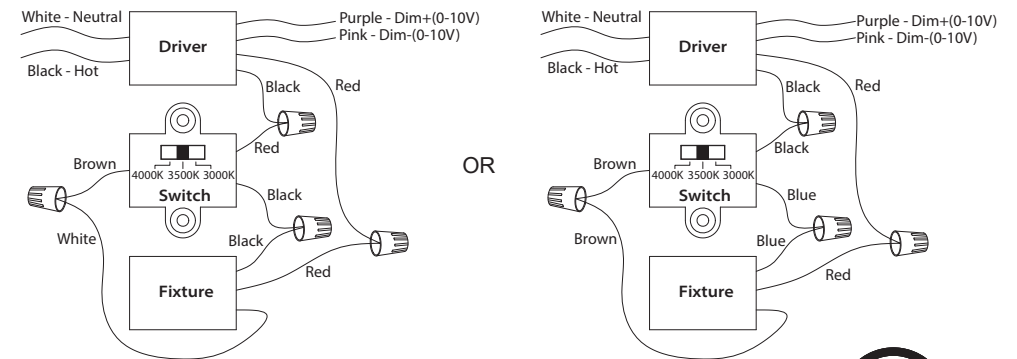 White - Neutral
Black - Hot
Driver
Purple - Dim+(0-10V)
Pink - Dim-(0-10V)
Black
Red
Red
Brown
4000K 3500K 3000K
Switch
Black
White
Black
Red
Fixture
OR
White - Neutral
Black - Hot
Driver
Purple - Dim+(0-10V)
Pink - Dim-(0-10V)
Black
Red
Black
Brown
4000K 3500K 3000K
Switch
Blue
Brown
Blue
Red
Fixture